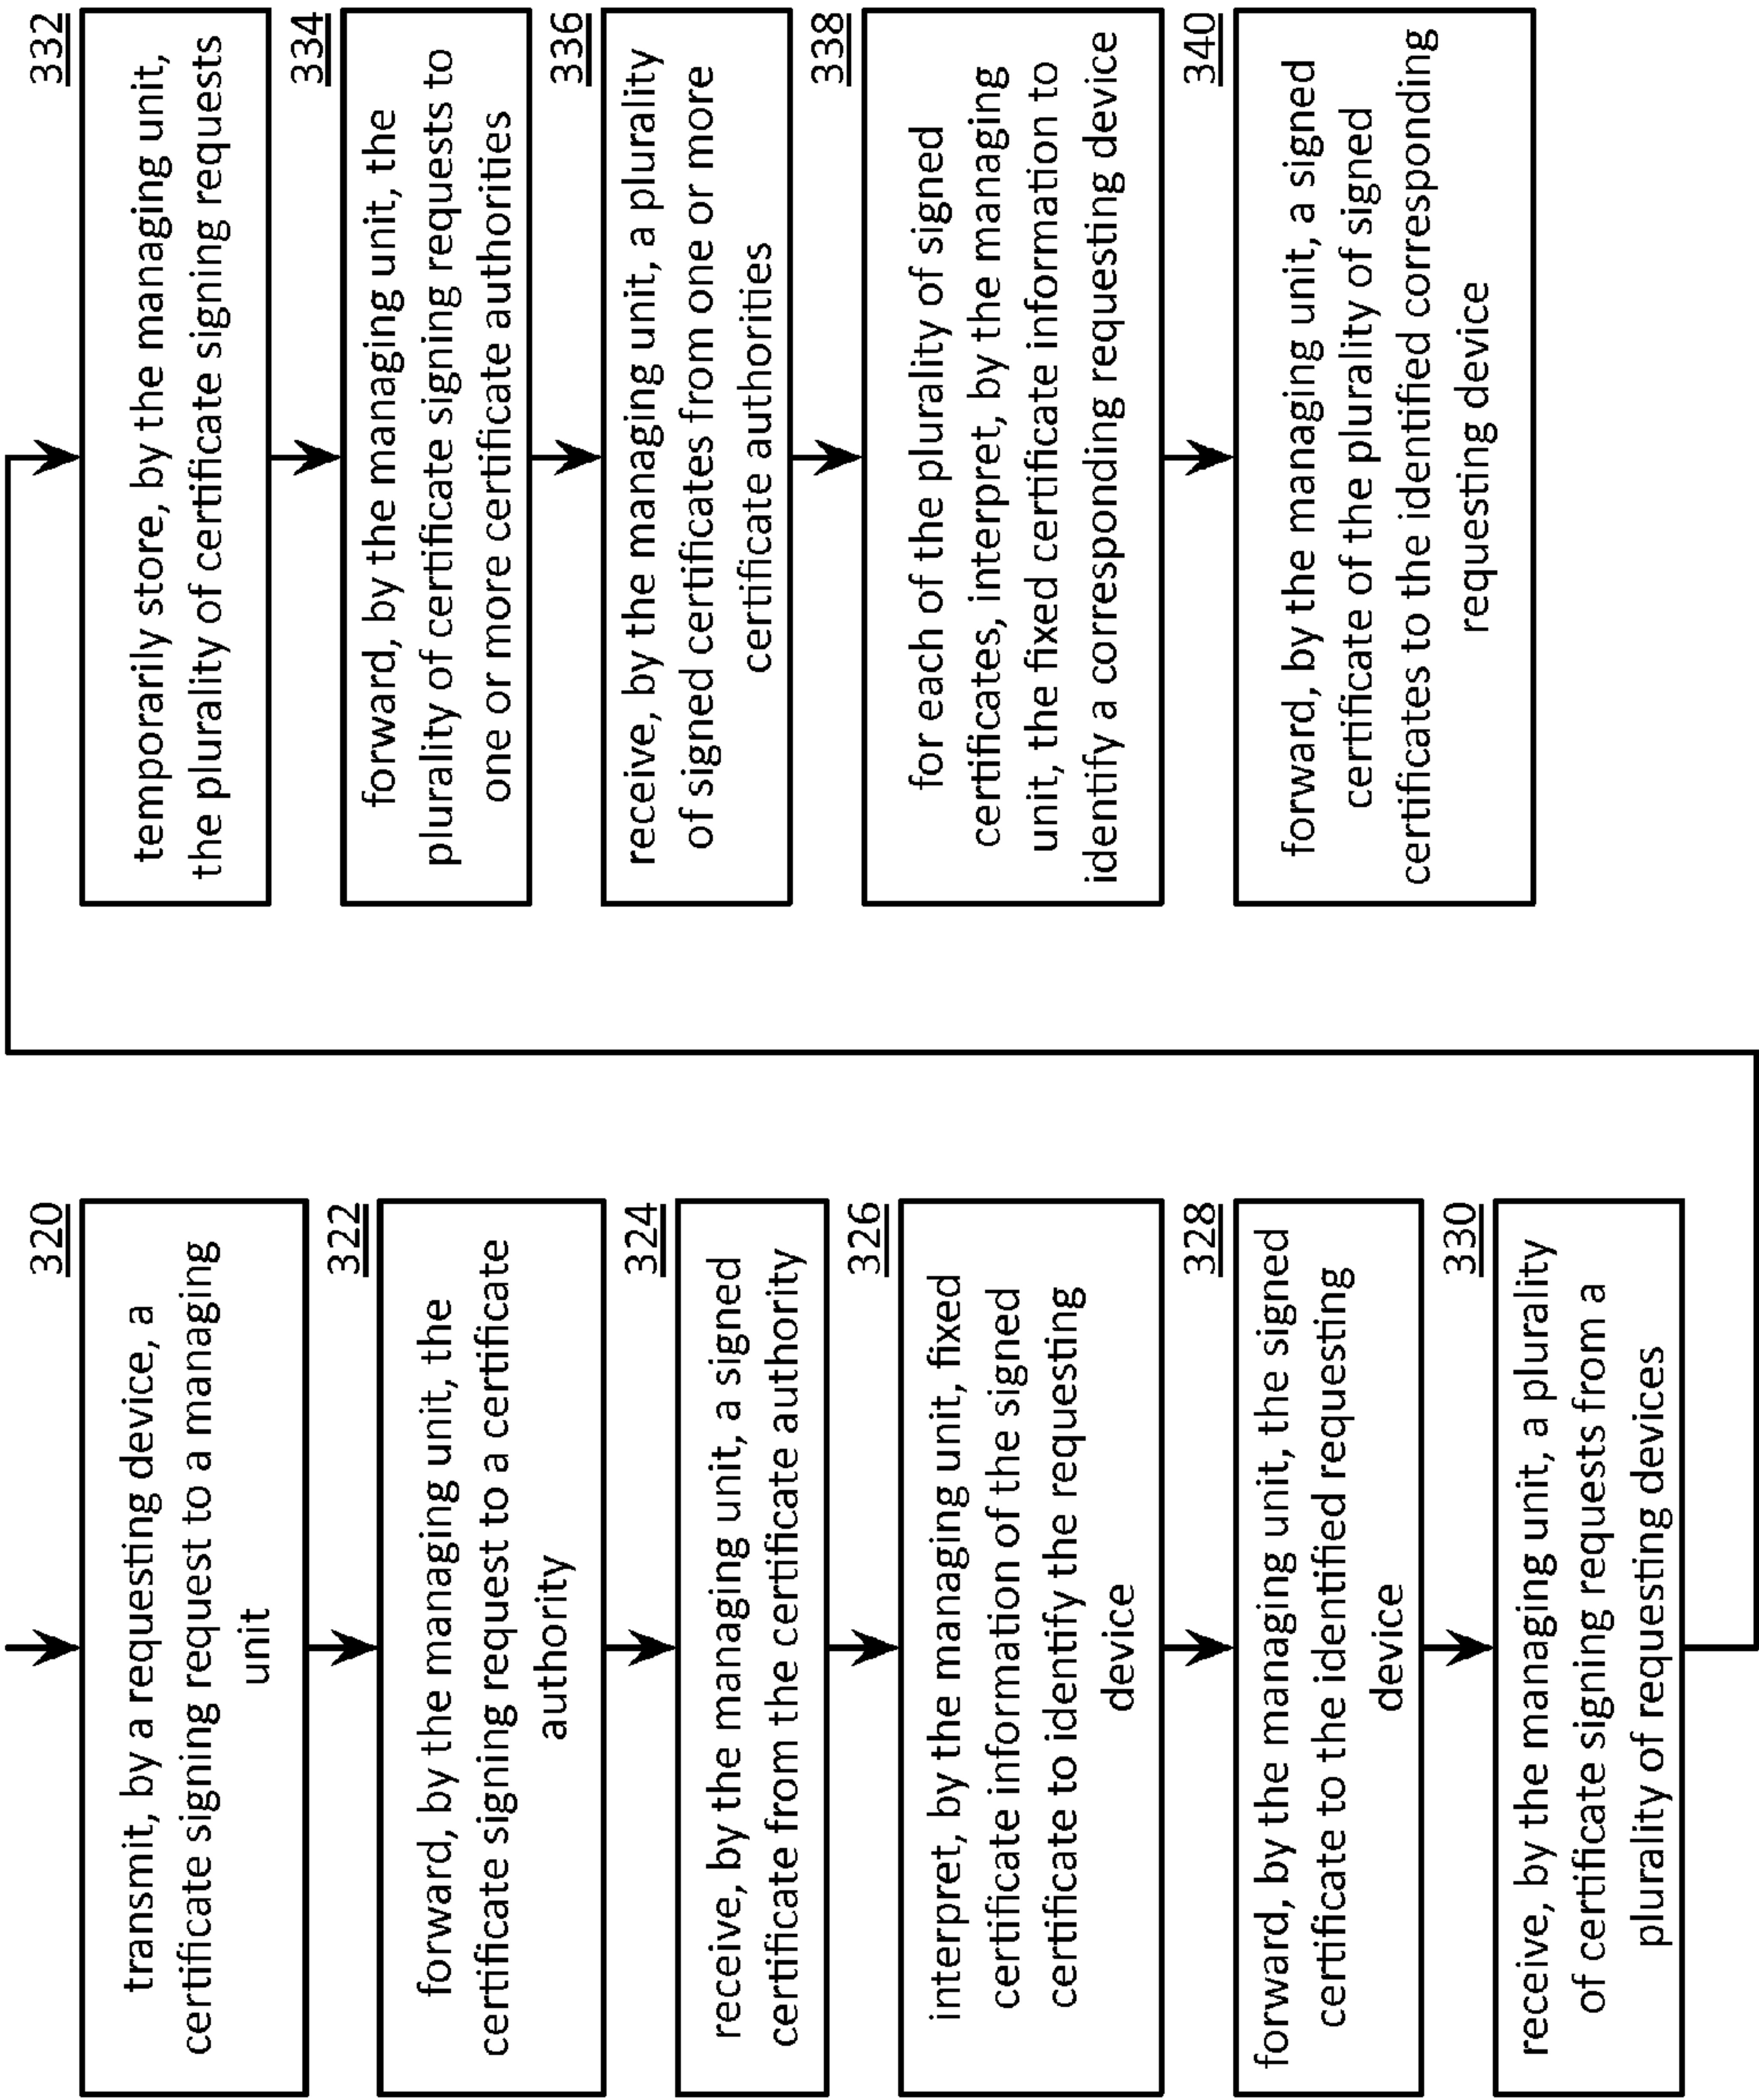 320
transmit, by a requesting device, a
certificate signing request to a managing
unit
322
forward, by the managing unit, the
certificate signing request to a certificate
authority
324
receive, by the managing unit, a signed
certificate from the certificate authority
326
interpret, by the managing unit, fixed
certificate information of the signed
certificate to identify the requesting
device
328
forward, by the managing unit, the signed
certificate to the identified requesting
device
330
receive, by the managing unit, a plurality
of certificate signing requests from a
plurality of requesting devices
332
temporarily store, by the managing unit,
the plurality of certificate signing requests
334
forward, by the managing unit, the
plurality of certificate signing requests to
one or more certificate authorities
336
receive, by the managing unit, a plurality
of signed certificates from one or more
certificate authorities
338
for each of the plurality of signed
certificates, interpret, by the managing
unit, the fixed certificate information to
identify a corresponding requesting device
340
forward, by the managing unit, a signed
certificate of the plurality of signed
certificates to the identified corresponding
requesting device